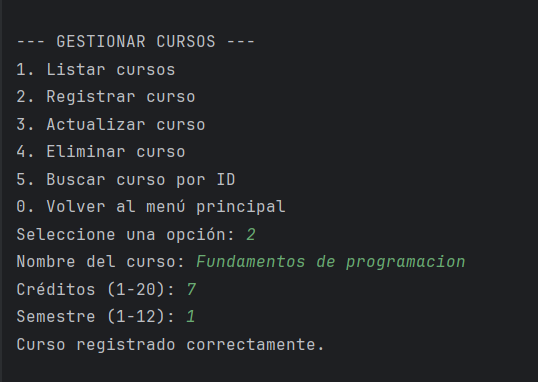 --- GESTIONAR CURSOS ---
1. Listar cursos
2. Registrar curso
3. Actualizar curso
4. Eliminar curso
5. Buscar curso por ID
0. Volver al menú principal
Seleccione una opción: 2
Nombre del curso: Fundamentos de programacion
Créditos (1-20): 7
Semestre (1-12): 1
Curso registrado correctamente.